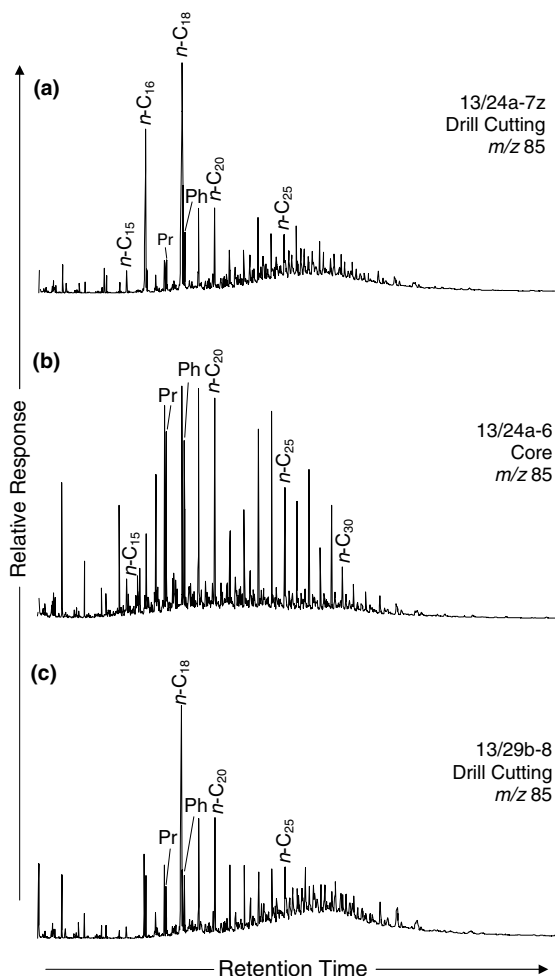 (a)
n-C16
n-C18
Pr
Ph
n-C20
n-C15
n-C25
13/24a-7z
Drill Cutting
m/z 85
(b)
Pr
Ph
n-C20
n-C15
n-C25
n-C30
13/24a-6
Core
m/z 85
(c)
n-C18
Pr
Ph
n-C20
n-C25
13/29b-8
Drill Cutting
m/z 85
Relative Response
Retention Time